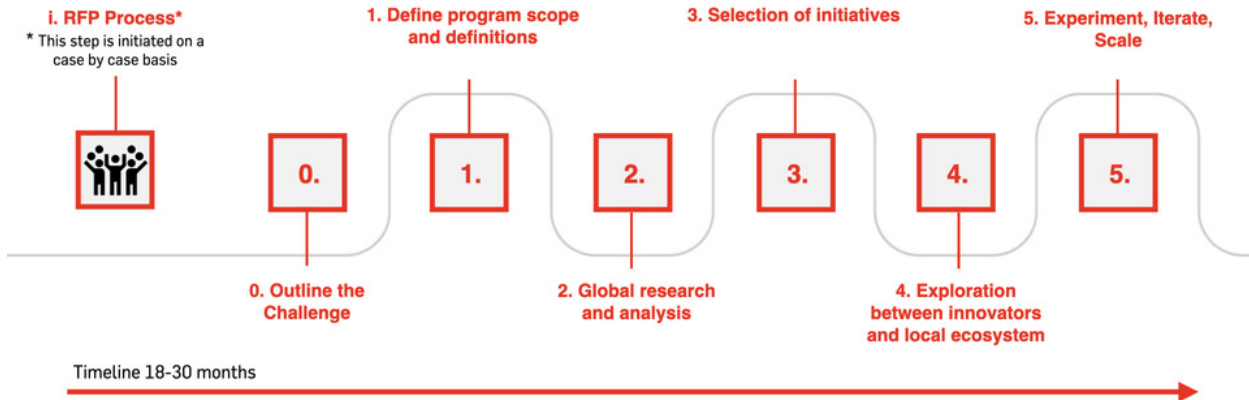 i. RFP Process*
* This step is initiated on a
case by case basis
1. Define program scope
and definitions
3. Selection of initiatives
5. Experiment, Iterate,
Scale
0.
1.
2.
3.
4.
5.
0. Outline the
Challenge
2. Global research
and analysis
4. Exploration
between innovators
and local ecosystem
Timeline 18-30 months